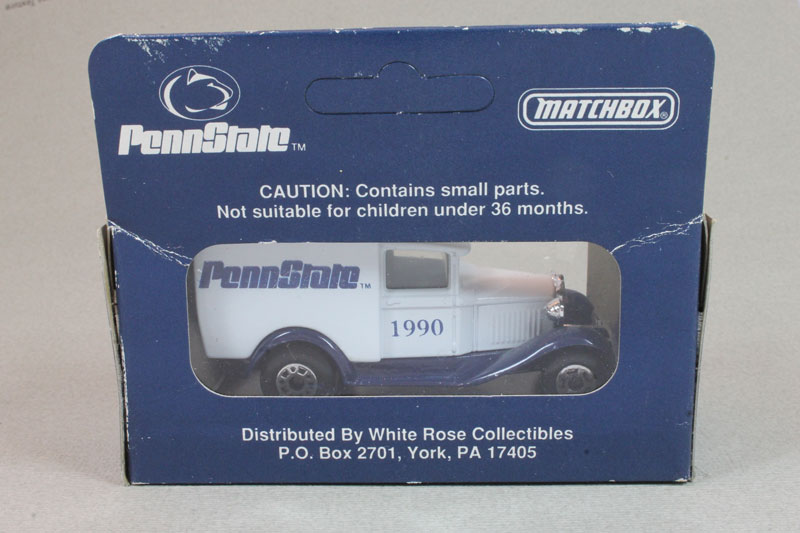 PennState™
MATCHBOX®
CAUTION: Contains small parts.
Not suitable for children under 36 months.
PennState™
1990
Distributed By White Rose Collectibles
P.O. Box 2701, York, PA 17405